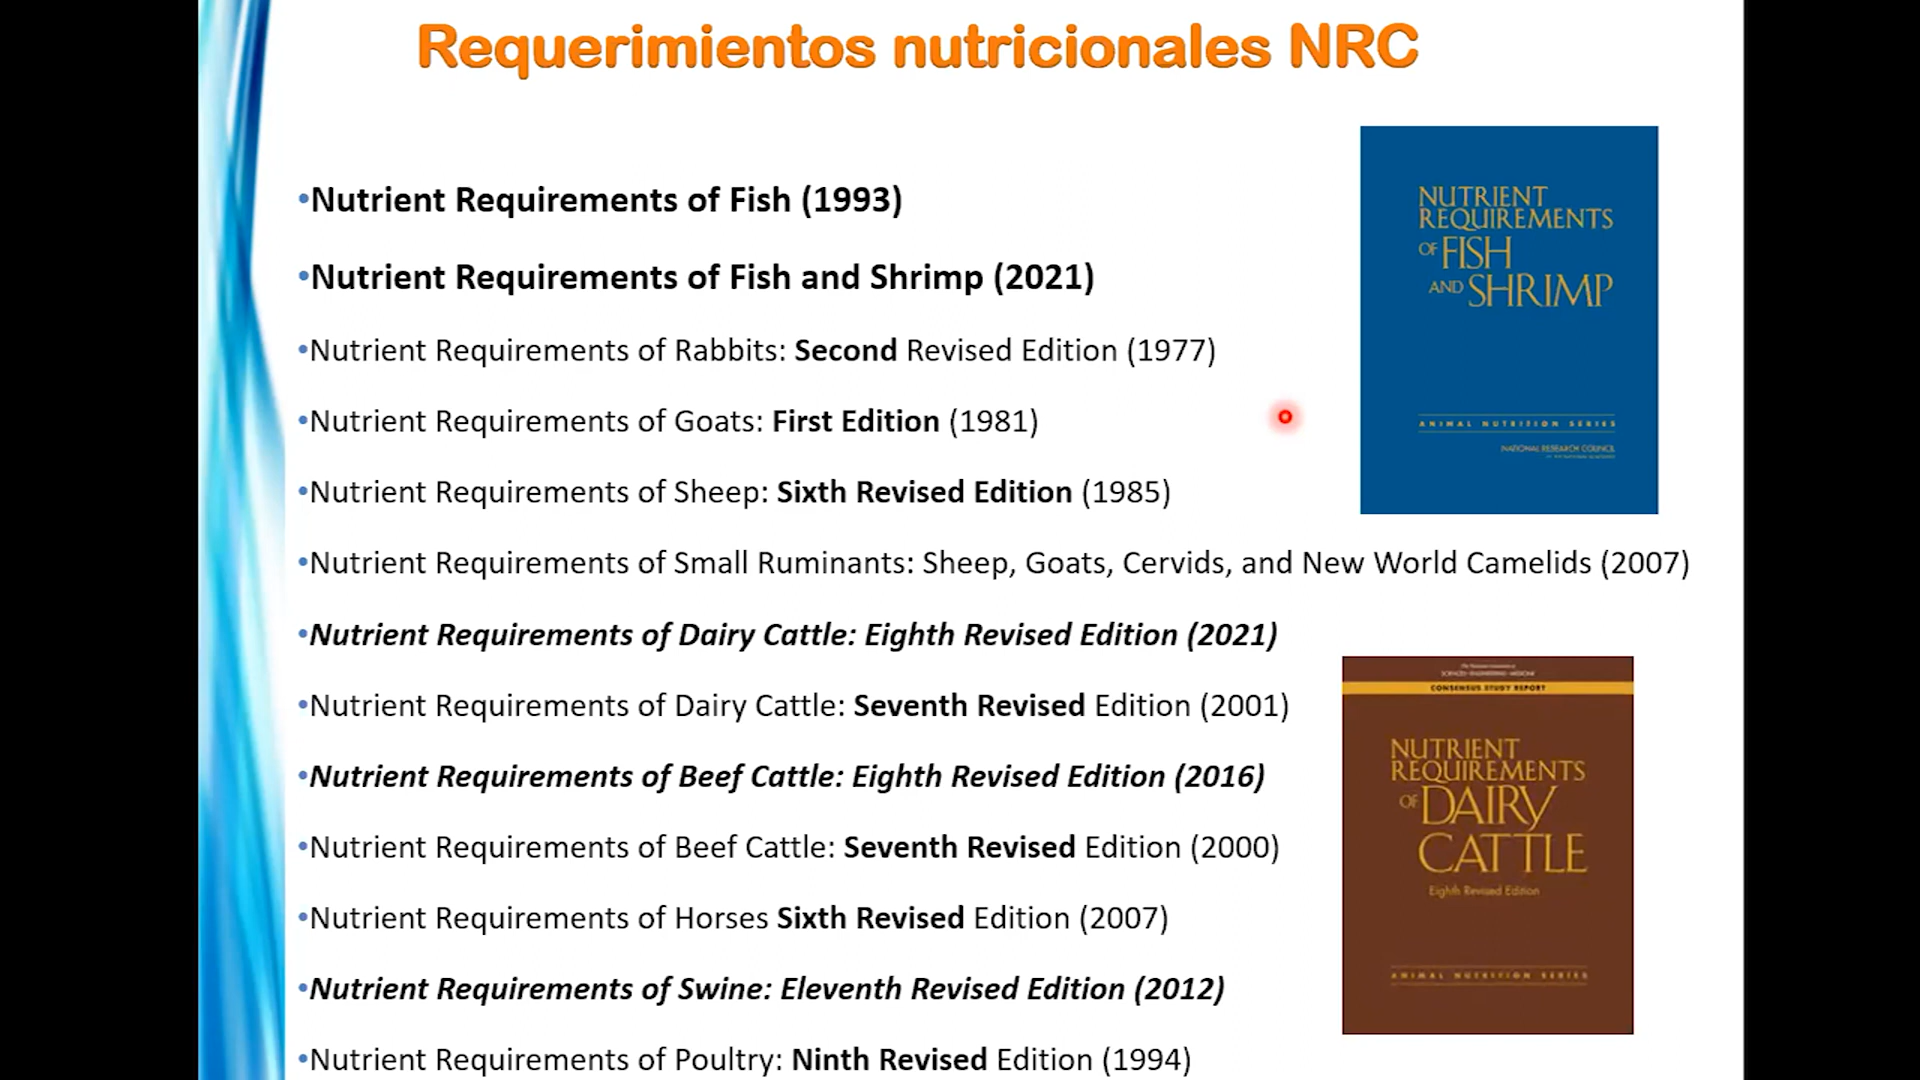 Requerimientos nutricionales NRC
•Nutrient Requirements of Fish (1993)
•Nutrient Requirements of Fish and Shrimp (2021)
•Nutrient Requirements of Rabbits: Second Revised Edition (1977)
•Nutrient Requirements of Goats: First Edition (1981)
•Nutrient Requirements of Sheep: Sixth Revised Edition (1985)
•Nutrient Requirements of Small Ruminants: Sheep, Goats, Cervids, and New World Camelids (2007)
•Nutrient Requirements of Dairy Cattle: Eighth Revised Edition (2021)
•Nutrient Requirements of Dairy Cattle: Seventh Revised Edition (2001)
•Nutrient Requirements of Beef Cattle: Eighth Revised Edition (2016)
•Nutrient Requirements of Beef Cattle: Seventh Revised Edition (2000)
•Nutrient Requirements of Horses Sixth Revised Edition (2007)
•Nutrient Requirements of Swine: Eleventh Revised Edition (2012)
•Nutrient Requirements of Poultry: Ninth Revised Edition (1994)
NUTRIENT
REQUIREMENTS
OF FISH
AND SHRIMP
ANIMAL NUTRITION SERIES
NATIONAL RESEARCH COUNCIL
SCIENCES · ENGINEERING · MEDICINE
CONSENSUS STUDY REPORT
NUTRIENT
REQUIREMENTS
OF DAIRY
CATTLE
Eighth Revised Edition
ANIMAL NUTRITION SERIES